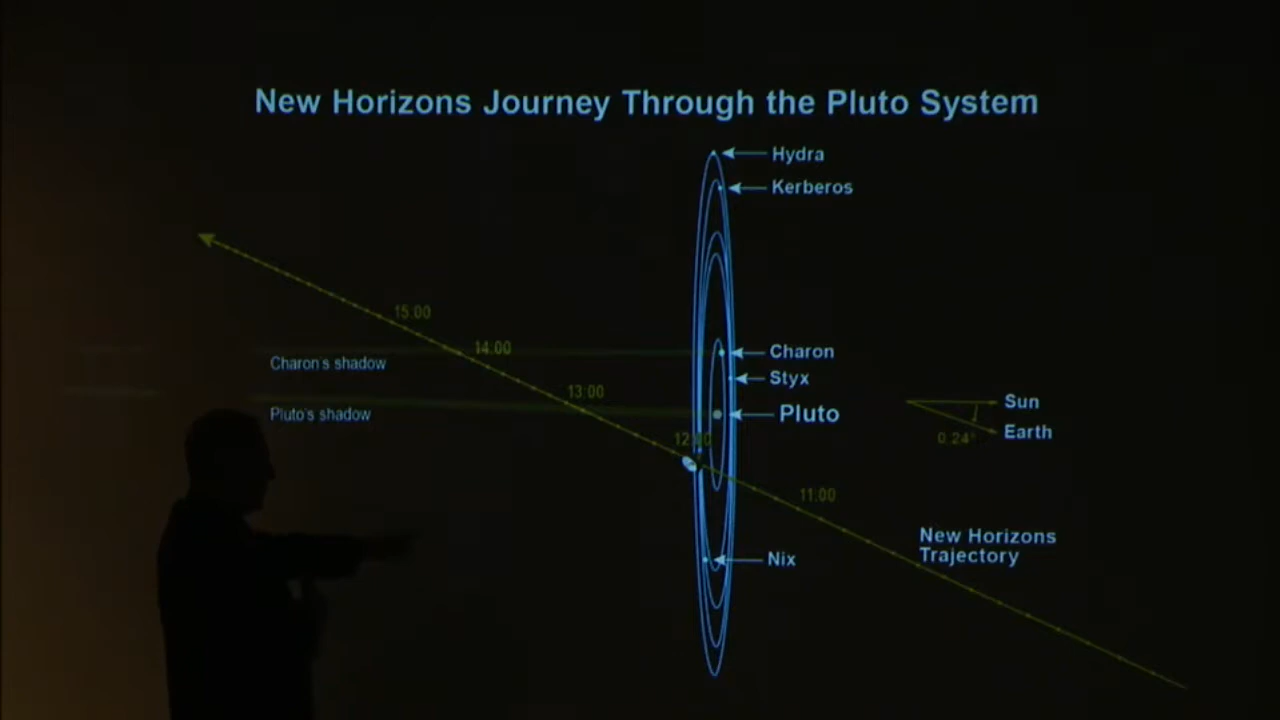 New Horizons Journey Through the Pluto System
Hydra
Kerberos
15:00
14:00
Charon's shadow
Charon
Styx
13:00
Pluto's shadow
Pluto
Sun
Earth
0.24°
12:00
11:00
New Horizons
Trajectory
Nix